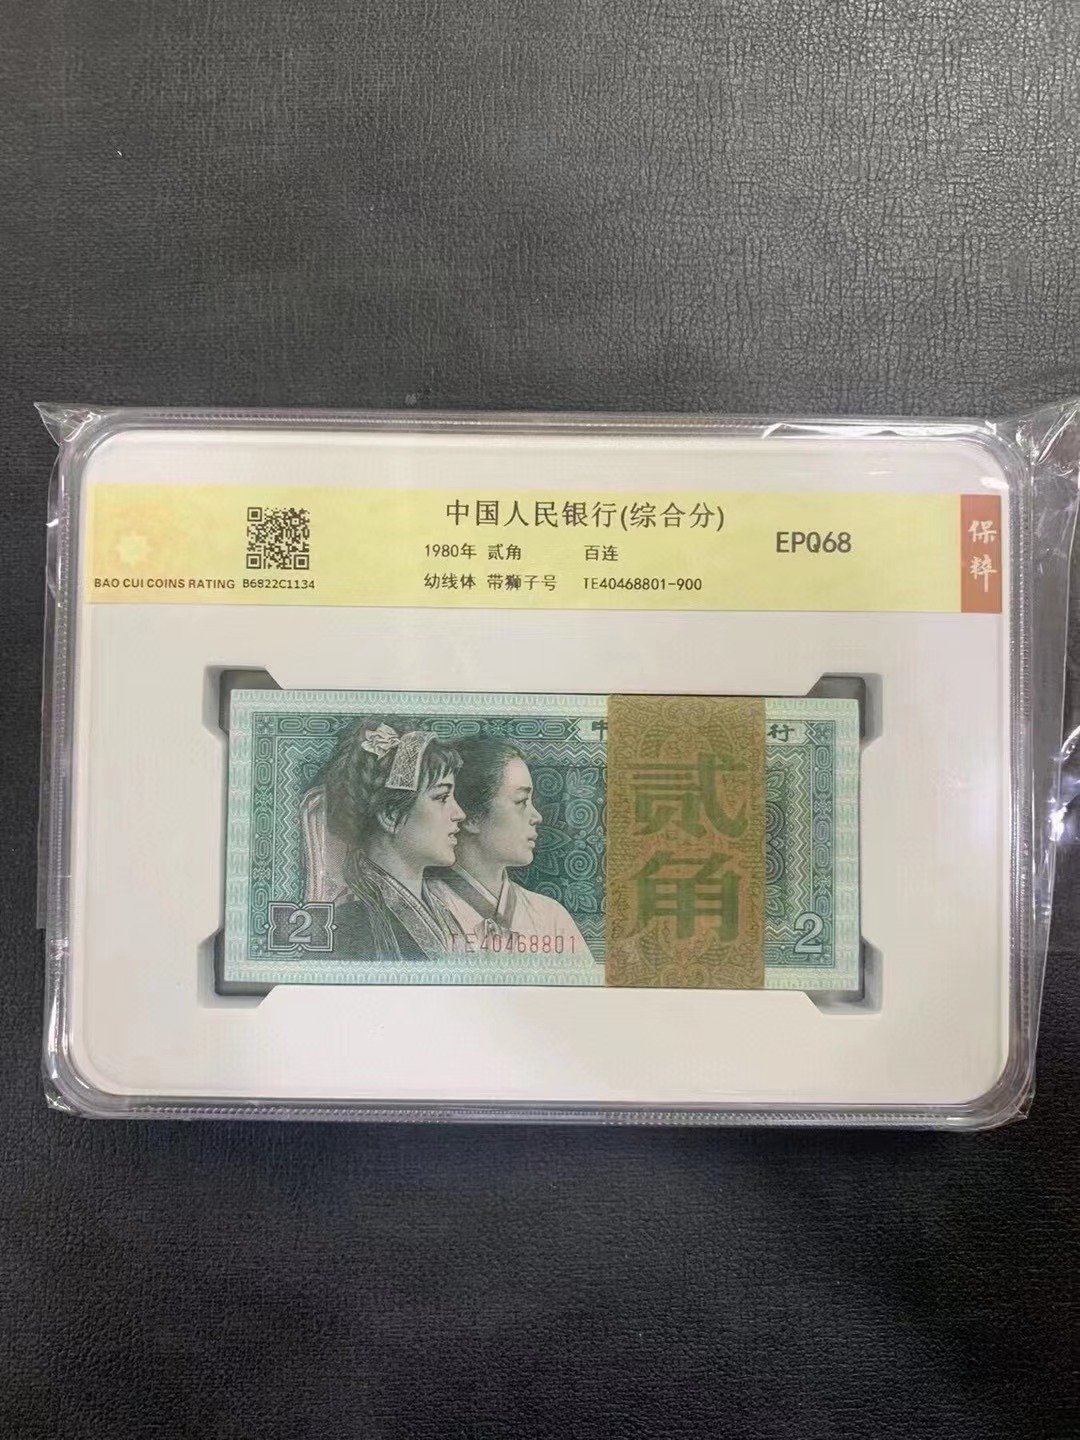 中国人民银行(综合分)
1980年 贰角 百连
EPQ68
幼线体 带狮子号 TE40468801-900
BAO CUI COINS RATING B6822C1134
保粹
中 行
贰角
2
TE40468801
2